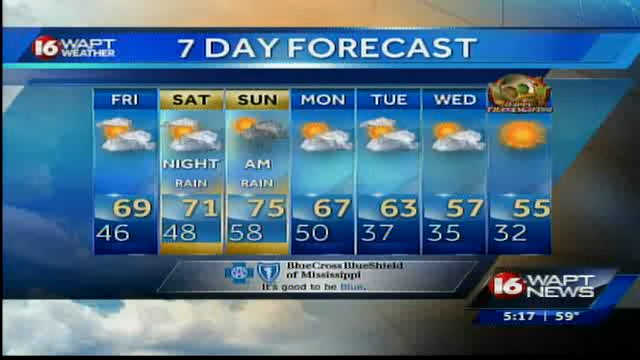 16 WAPT WEATHER
7 DAY FORECAST
FRI SAT SUN MON TUE WED HAPPY THANKSGIVING
NIGHT AM
RAIN RAIN
69 71 75 67 63 57 55
46 48 58 50 37 35 32
BlueCross BlueShield
of Mississippi
It's good to be Blue.
16 WAPT
NEWS
5:17 | 59°